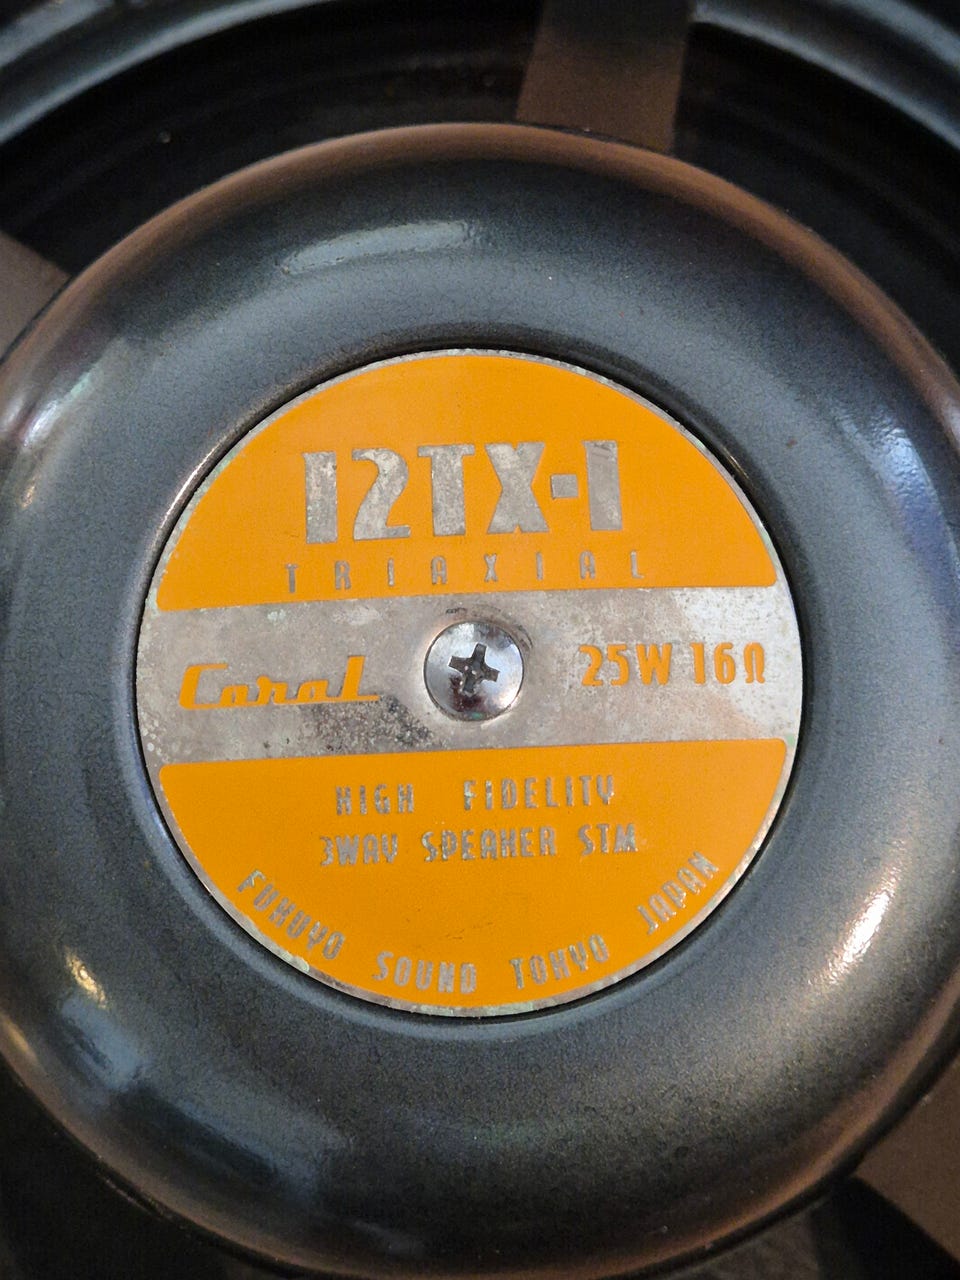 12TX-1
TRIAXIAL
Coral 25W 16Ω
HIGH FIDELITY
3WAY SPEAKER STM
FUKUYO SOUND TOKYO JAPAN